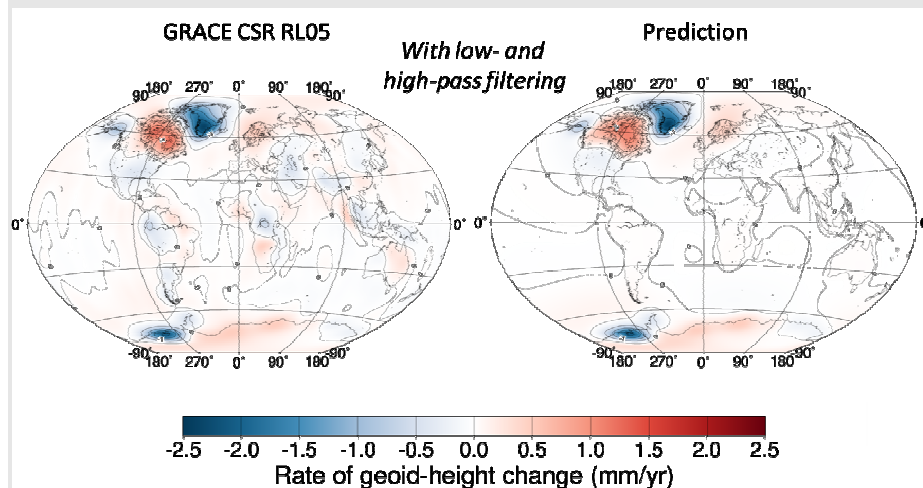 GRACE CSR RL05
With low- and
high-pass filtering
Prediction
90° 180° 270° 0° 90° 180° 90°
0° 0°
-90° 180° 270° 0° 90° 180° -90°
90° 180° 270° 0° 90° 180° 90°
0°
-90° 180° 270° 0° 90° 180° -90°
-2.5 -2.0 -1.5 -1.0 -0.5 0.0 0.5 1.0 1.5 2.0 2.5
Rate of geoid-height change (mm/yr)